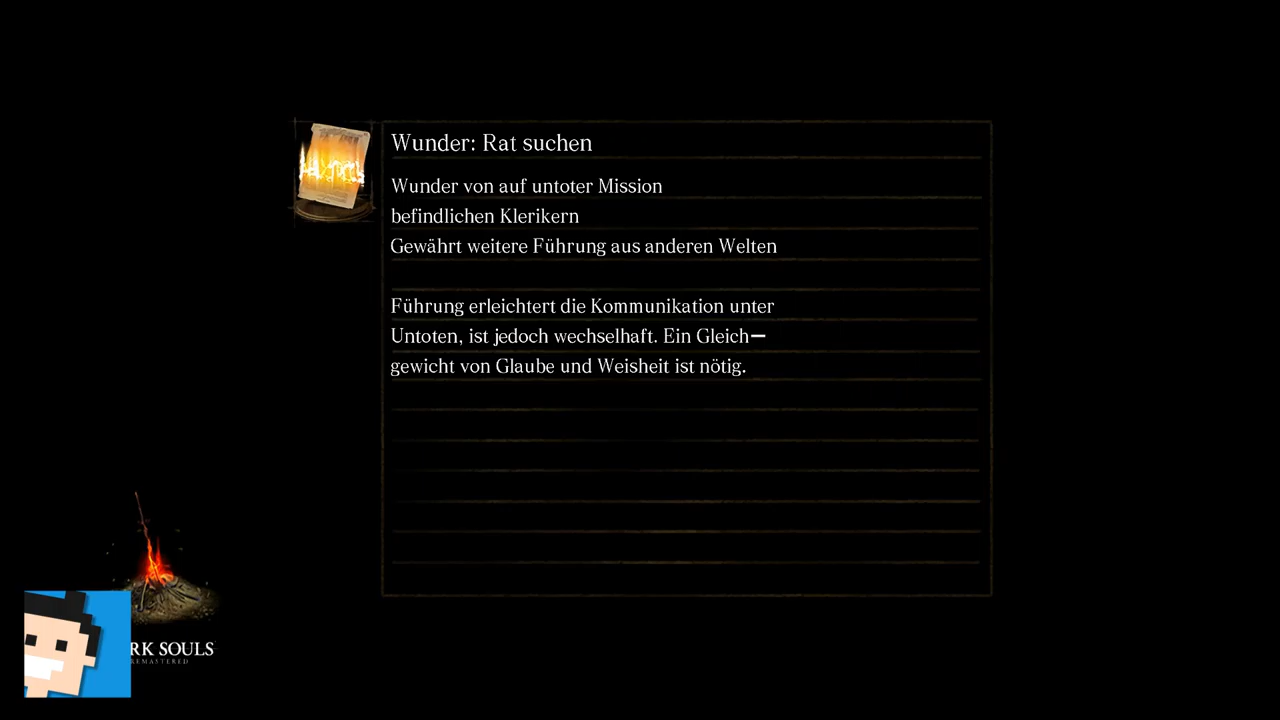 Wunder: Rat suchen
Wunder von auf untoter Mission
befindlichen Klerikern
Gewährt weitere Führung aus anderen Welten
Führung erleichtert die Kommunikation unter
Untoten, ist jedoch wechselhaft. Ein Gleich—
gewicht von Glaube und Weisheit ist nötig.
RK SOULS
REMASTERED